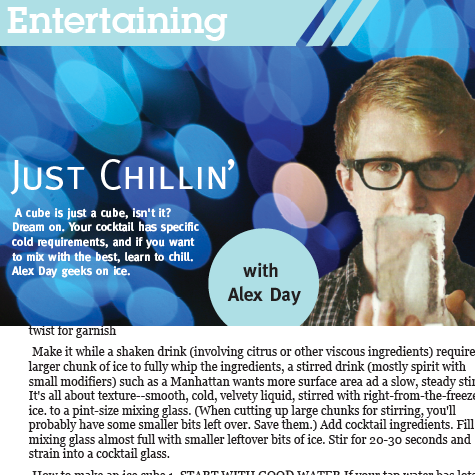 Entertaining
JUST CHILLIN'
A cube is just a cube, isn't it?
Dream on. Your cocktail has specific
cold requirements, and if you want
to mix with the best, learn to chill.
Alex Day geeks on ice.
with
Alex Day
twist for garnish
Make it while a shaken drink (involving citrus or other viscous ingredients) require
larger chunk of ice to fully whip the ingredients, a stirred drink (mostly spirit with
small modifiers) such as a Manhattan wants more surface area ad a slow, steady stir
It's all about texture--smooth, cold, velvety liquid, stirred with right-from-the-freeze
ice. to a pint-size mixing glass. (When cutting up large chunks for stirring, you'll
probably have some smaller bits left over. Save them.) Add cocktail ingredients. Fill
mixing glass almost full with smaller leftover bits of ice. Stir for 20-30 seconds and
strain into a cocktail glass.
How to make an ice cube 1. START WITH GOOD WATER If your tap water has lots